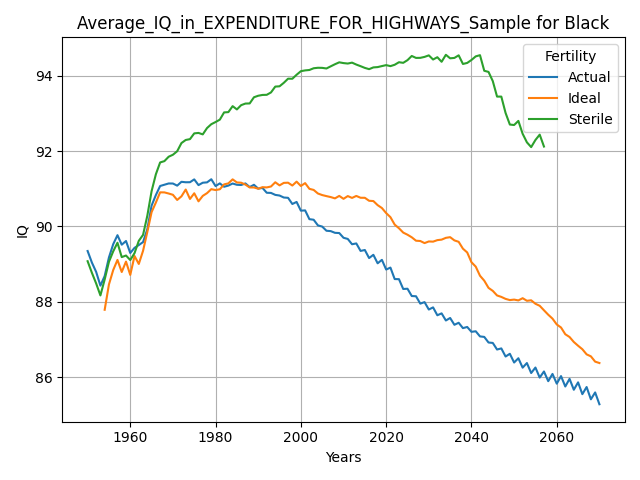 Average_IQ_in_EXPENDITURE_FOR_HIGHWAYS_Sample for Black
Fertility
Actual
Ideal
Sterile
94
92
90
88
86
IQ
1960
1980
2000
2020
2040
2060
Years